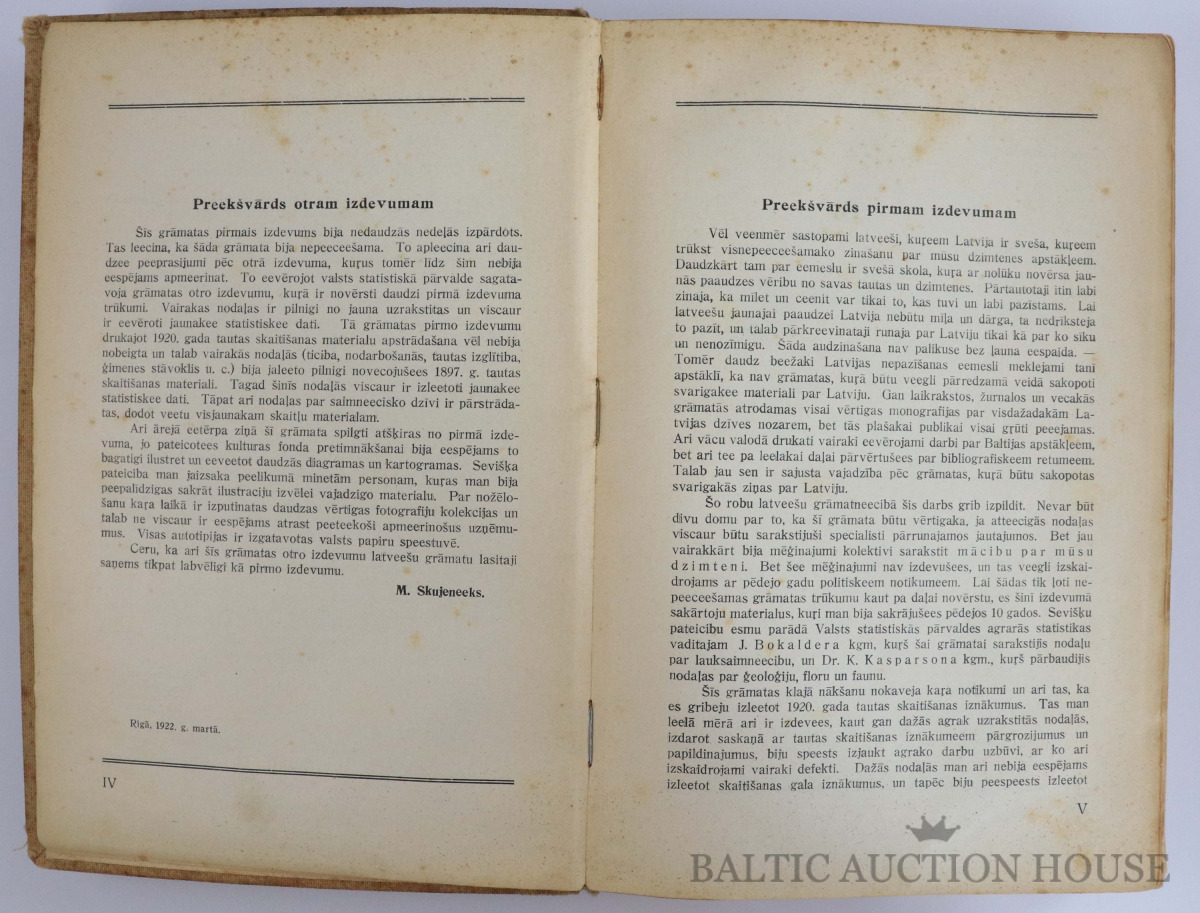 Preekšvārds otram izdevumam
Šis grāmatas pirmais izdevums bija nedaudzās nedeļās izpārdots.
Tas leecina, ka šāda grāmata bija nepeeceešama. To apleecina ari dau-
dzee peeprasijumi pēc otrā izdevuma, kuŗus tomēr līdz šim nebija
eespējams apmeerinat. To eevērojot valsts statistiskā pārvalde sagata-
voja grāmatas otro izdevumu, kuŗā ir novērsti daudzi pirmā izdevuma
trūkumi. Vairakas nodaļas ir pilnigi no jauna uzrakstitas un viscaur
ir eevēroti jaunakee statistiskee dati. Tā grāmatas pirmo izdevumu
drukajot 1920. gada tautas skaitišanas materialu apstrādašana vēl nebija
nobeigta un talab vairakās nodaļās (ticiba, nodarbošanās, tautas izglitiba,
ģimenes stāvoklis u. c.) bija jaleeto pilnigi novecojušees 1897. g. tautas
skaitišanas materiali. Tagad šinīs nodaļās viscaur ir izleetoti jaunakee
statistiskee dati. Tāpat ari nodaļas par saimneecisko dzīvi ir pārstrāda-
tas, dodot veetu visjaunakam skaitļu materialam.
Ari ārejā eetērpa ziņā šī grāmata spilgti atšķiras no pirmā izde-
vuma, jo pateicotees kulturas fonda pretimnākšanai bija eespējams to
bagatigi ilustret un eeveetot daudzās diagramas un kartogramas. Sevišķa
pateiciba man jaizsaka peelikumā minetām personam, kuŗas man bija
peepalīdzigas sakrāt ilustraciju izvēlei vajadzigo materialu. Par nožēlo-
šanu kaŗa laikā ir izputinatas daudzas vērtigas fotografiju kolekcijas un
talab ne viscaur ir eespējams atrast peeteekoši apmeerinošus uzņēmu-
mus. Visas autotipijas ir izgatavotas valsts papiru speestuvē.
Ceru, ka ari šīs grāmatas otro izdevumu latveešu grāmatu lasitaji
saņems tikpat labvēligi kā pirmo izdevumu.
M. Skujeneeks.
Rīgā, 1922. g. martā.
IV
Preekšvārds pirmam izdevumam
Vēl veenmēr sastopami latveeši, kuŗeem Latvija ir sveša, kuŗeem
trūkst visnepeeceešamako zinašanu par mūsu dzimtenes apstākļeem.
Daudzkārt tam par eemeslu ir svešā skola, kuŗa ar nolūku novērsa jau-
nās paaudzes vēribu no savas tautas un dzimtenes. Pārtautotaji itin labi
zinaja, ka mīlet un ceenit var tikai to, kas tuvi un labi pazīstams. Lai
latveešu jaunajai paaudzei Latvija nebūtu mīļa un dārga, ta nedrīksteja
to pazīt, un talab pārkreevinataji runaja par Latviju tikai kā par ko sīku
un nenozīmigu. Šāda audzinašana nav palikuse bez ļauna eespaida. —
Tomēr daudz beežaki Latvijas nepazīšanas eemesli meklejami tanī
apstāklī, ka nav grāmatas, kuŗā būtu veegli pārredzamā veidā sakopoti
svarigakee materiali par Latviju. Gan laikrakstos, žurnalos un vecakās
grāmatās atrodamas visai vērtigas monografijas par visdažadakām La-
tvijas dzīves nozarem, bet tās plašakai publikai visai grūti peeejamas.
Ari vācu valodā drukati vairaki eevērojami darbi par Baltijas apstākļeem,
bet ari tee pa leelakai daļai pārvērtušees par bibliografiskeem retumeem.
Talab jau sen ir sajusta vajadzība pēc grāmatas, kuŗā būtu sakopotas
svarigakās ziņas par Latviju.
Šo robu latveešu grāmatneecibā šis darbs grib izpildit. Nevar būt
divu domu par to, ka šī grāmata būtu vērtigaka, ja atteecigās nodaļas
viscaur būtu sarakstijuši specialisti pārrunajamos jautajumos. Bet jau
vairakkārt bija mēģinajumi kolektivi sarakstit mācibu par mūsu
dzimteni. Bet šee mēģinajumi nav izdevušees, un tas veegli izskai-
drojams ar pēdejo gadu politiskeem notikumeem. Lai šādas tik ļoti ne-
peeceešamas grāmatas trūkumu kaut pa daļai novērstu, es šinī izdevumā
sakārtoju materialus, kuŗi man bija sakrājušees pēdejos 10 gados. Sevišķu
pateicibu esmu parādā Valsts statistiskās pārvaldes agrarās statistikas
vaditajam J. Bokaldera kgm, kuŗš šai grāmatai sarakstijis nodaļu
par lauksaimneecibu, un Dr. K. Kasparsona kgm., kuŗš pārbaudijis
nodaļas par ģeoloģiju, floru un faunu.
Šīs grāmatas klajā nākšanu nokaveja kaŗa notikumi un ari tas, ka
es gribeju izleetot 1920. gada tautas skaitišanas iznākumus. Tas man
leelā mērā ari ir izdevees, kaut gan dažās agrak uzrakstitās nodaļās,
izdarot saskaņā ar tautas skaitišanas iznākumeem pārgrozijumus un
papildinajumus, biju speests izjaukt agrako darbu uzbūvi, ar ko ari
izskaidrojami vairaki defekti. Dažās nodaļās man ari nebija eespējams
izleetot skaitišanas gala iznākumus, un tapēc biju peespeests izleetot
V
BALTIC AUCTION HOUSE